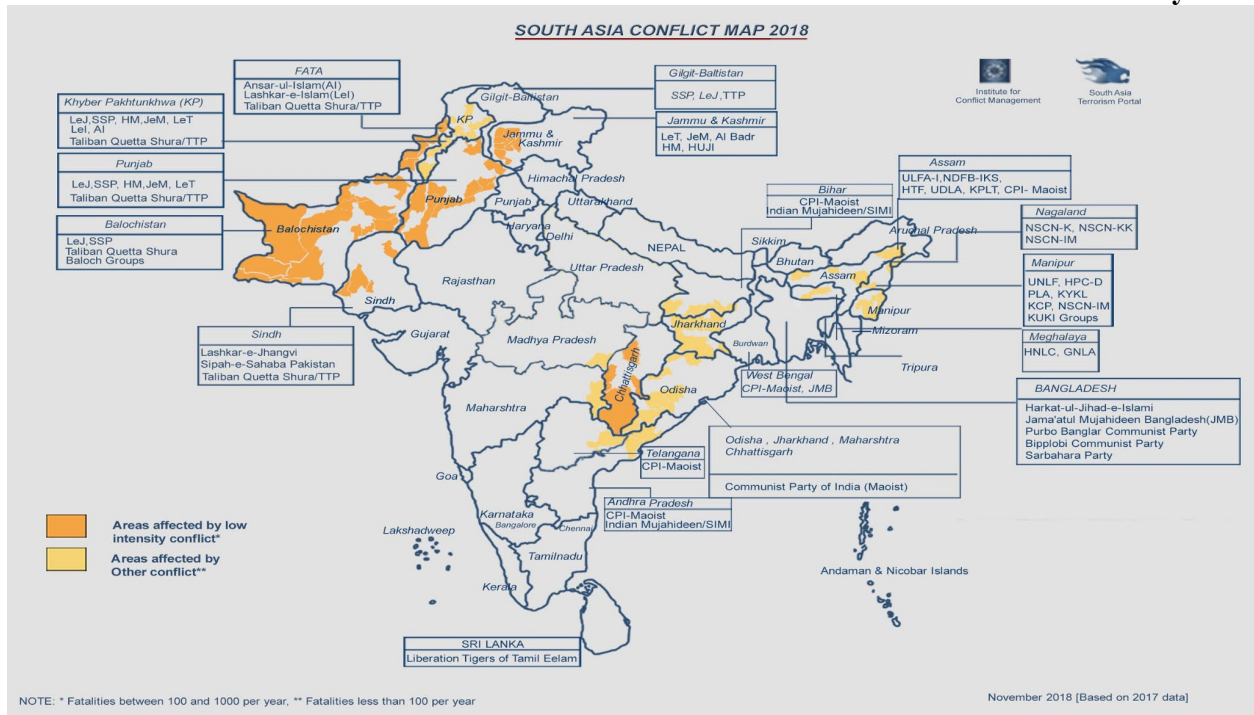 y
SOUTH ASIA CONFLICT MAP 2018
FATA
Ansar-ul-Islam(AI)
Lashkar-e-Islam(LeI)
Taliban Quetta Shura/TTP
Khyber Pakhtunkhwa (KP)
LeJ,SSP, HM,JeM, LeT
LeI, AI
Taliban Quetta Shura/TTP
Punjab
LeJ,SSP, HM,JeM, LeT
Taliban Quetta Shura/TTP
Balochistan
LeJ,SSP
Taliban Quetta Shura
Baloch Groups
Sindh
Lashkar-e-Jhangvi
Sipah-e-Sahaba Pakistan
Taliban Quetta Shura/TTP
Gilgit-Baltistan
SSP, LeJ,TTP
Jammu & Kashmir
LeT, JeM, Al Badr
HM, HUJI
Institute for
Conflict Management
South Asia
Terrorism Portal
Bihar
CPI-Maoist
Indian Mujahideen/SIMI
Assam
ULFA-I,NDFB-IKS,
HTF, UDLA, KPLT, CPI- Maoist
Nagaland
NSCN-K, NSCN-KK
NSCN-IM
Manipur
UNLF, HPC-D
PLA, KYKL
KCP, NSCN-IM
KUKI Groups
Meghalaya
HNLC, GNLA
BANGLADESH
Harkat-ul-Jihad-e-Islami
Jama'atul Mujahideen Bangladesh(JMB)
Purbo Banglar Communist Party
Bipplobi Communist Party
Sarbahara Party
West Bengal
CPI-Maoist, JMB
Odisha , Jharkhand , Maharshtra
Chhattisgarh
Communist Party of India (Maoist)
Telangana
CPI-Maoist
Andhra Pradesh
CPI-Maoist
Indian Mujahideen/SIMI
SRI LANKA
Liberation Tigers of Tamil Eelam
Gilgit-Baltistan
KP
Jammu &
Kashmir
Himachal Pradesh
Punjab
Punjab
Uttarakhand
Balochistan
Haryana
Delhi
NEPAL
Sikkim
Bhutan
Aruchal Pradesh
Assam
Rajasthan
Uttar Pradesh
Sindh
Gujarat
Madhya Pradesh
Jharkhand
Burdwan
Manipur
Mizoram
Tripura
Chhattisgarh
Odisha
Maharshtra
Goa
Karnataka
Bangalore
Chennai
Lakshadweep
Tamilnadu
Kerala
Andaman & Nicobar Islands
Areas affected by low
intensity conflict*
Areas affected by
Other conflict**
NOTE: * Fatalities between 100 and 1000 per year, ** Fatalities less than 100 per year
November 2018 [Based on 2017 data]